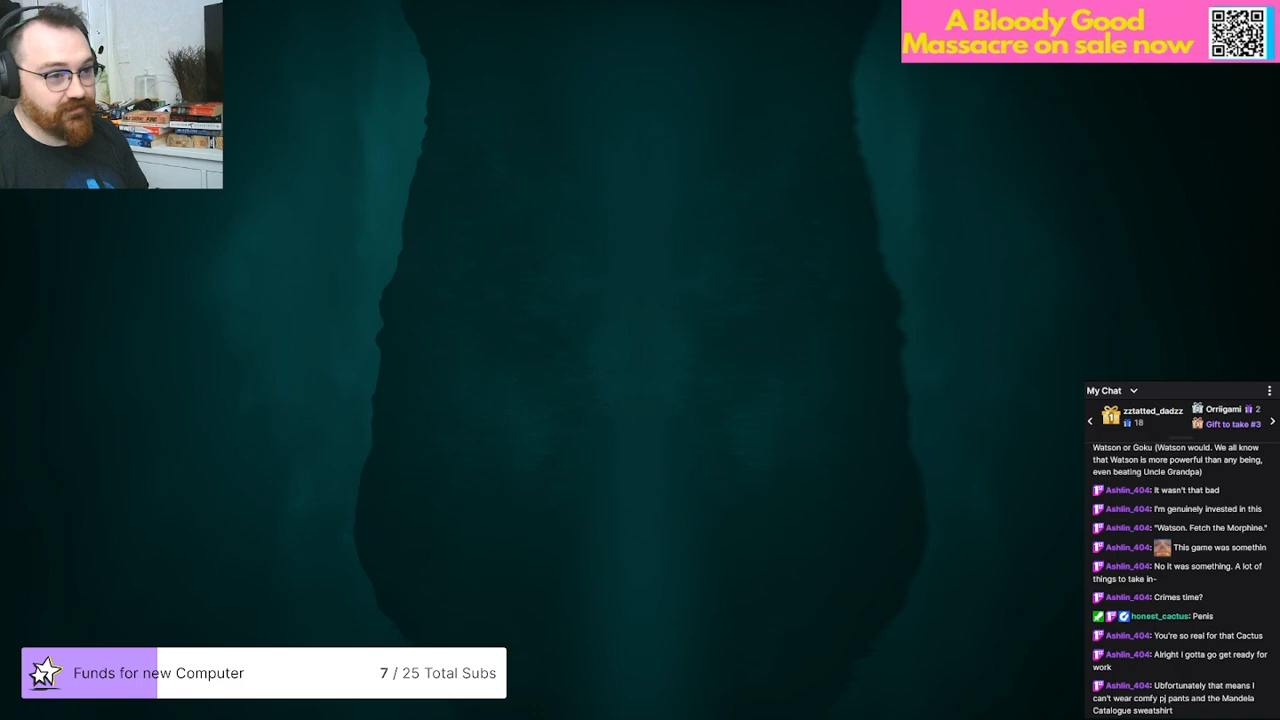 A Bloody Good
Massacre on sale now
My Chat
zztatted_dadzz
18
Orriigami 2
Gift to take #3
Watson or Goku (Watson would. We all know
that Watson is more powerful than any being,
even beating Uncle Grandpa)
Ashlin_404: It wasn't that bad
Ashlin_404: I'm genuinely invested in this
Ashlin_404: "Watson. Fetch the Morphine."
Ashlin_404: This game was somethin
Ashlin_404: No it was something. A lot of
things to take in-
Ashlin_404: Crimes time?
honest_cactus: Penis
Ashlin_404: You're so real for that Cactus
Ashlin_404: Alright I gotta go get ready for
work
Ashlin_404: Ubfortunately that means I
can't wear comfy pj pants and the Mandela
Catalogue sweatshirt
Funds for new Computer
7 / 25 Total Subs